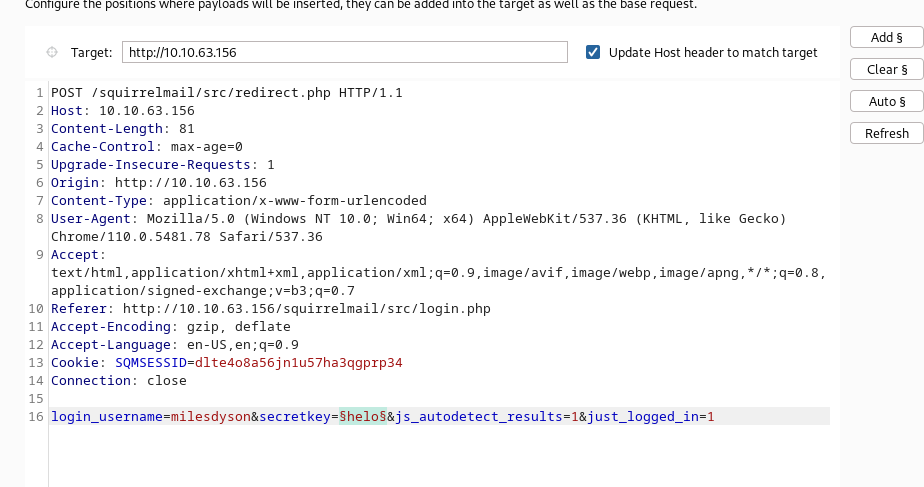 Configure the positions where payloads will be inserted, they can be added into the target as well as the base request.
Target: http://10.10.63.156 Update Host header to match target
Add §
Clear §
Auto §
Refresh
1 POST /squirrelmail/src/redirect.php HTTP/1.1
2 Host: 10.10.63.156
3 Content-Length: 81
4 Cache-Control: max-age=0
5 Upgrade-Insecure-Requests: 1
6 Origin: http://10.10.63.156
7 Content-Type: application/x-www-form-urlencoded
8 User-Agent: Mozilla/5.0 (Windows NT 10.0; Win64; x64) AppleWebKit/537.36 (KHTML, like Gecko)
Chrome/110.0.5481.78 Safari/537.36
9 Accept:
text/html,application/xhtml+xml,application/xml;q=0.9,image/avif,image/webp,image/apng,*/*;q=0.8,
application/signed-exchange;v=b3;q=0.7
10 Referer: http://10.10.63.156/squirrelmail/src/login.php
11 Accept-Encoding: gzip, deflate
12 Accept-Language: en-US,en;q=0.9
13 Cookie: SQMSESSID=dlte4o8a56jn1u57ha3qgprp34
14 Connection: close
15
16 login_username=milesdyson&secretkey=§helo§&js_autodetect_results=1&just_logged_in=1